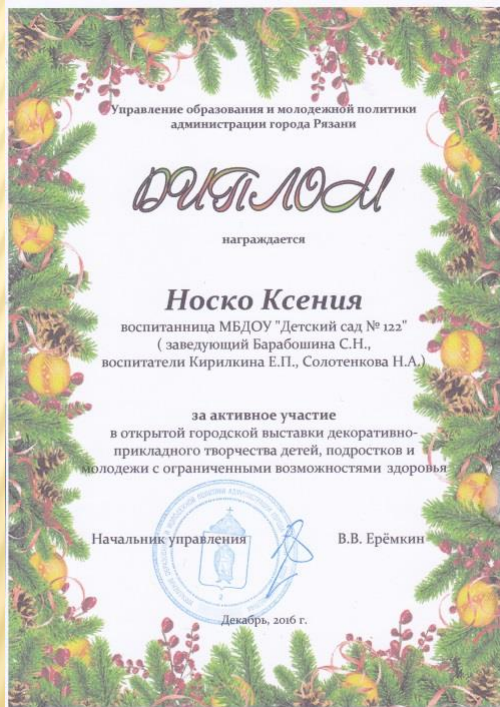 Управление образования и молодежной политики
администрации города Рязани
ДИПЛОМ
награждается
Носко Ксения
воспитанница МБДОУ "Детский сад № 122"
( заведующий Барабошина С.Н.,
воспитатели Кирилкина Е.П., Солотенкова Н.А.)
за активное участие
в открытой городской выставки декоративно-
прикладного творчества детей, подростков и
молодежи с ограниченными возможностями здоровья
Начальник управления В.В. Ерёмкин
Декабрь, 2016 г.